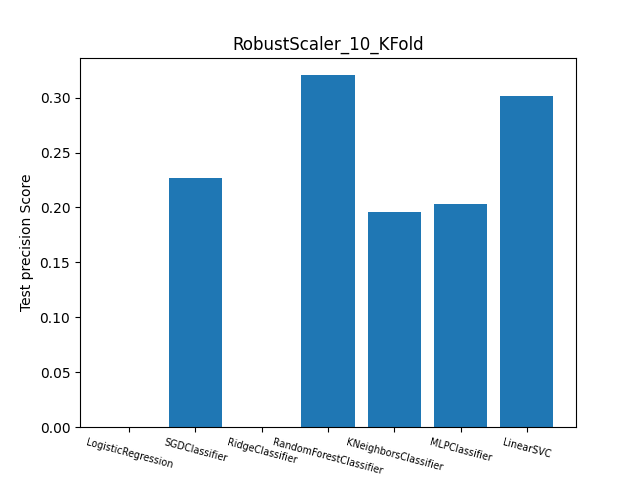 RobustScaler_10_KFold
Test precision Score
0.30
0.25
0.20
0.15
0.10
0.05
0.00
LogisticRegression
SGDClassifier
RidgeClassifier
RandomForestClassifier
KNeighborsClassifier
MLPClassifier
LinearSVC